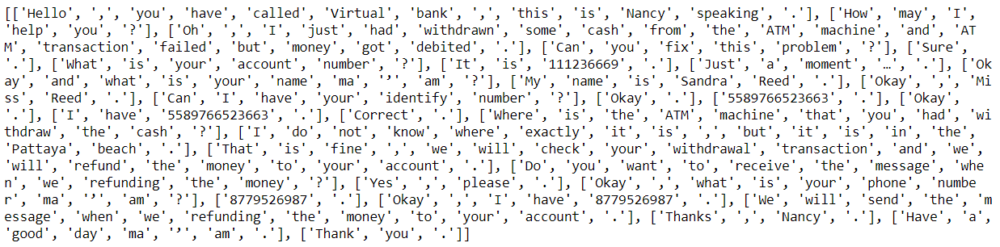 [['Hello', ',', 'you', 'have', 'called', 'Virtual', 'bank', ',', 'this', 'is', 'Nancy', 'speaking', '.'], ['How', 'may', 'I',
'help', 'you', '?'], ['Oh', ',', 'I', 'just', 'had', 'withdrawn', 'some', 'cash', 'from', 'the', 'ATM', 'machine', 'and', 'AT
M', 'transaction', 'failed', 'but', 'money', 'got', 'debited', '.'], ['Can', 'you', 'fix', 'this', 'problem', '?'], ['Sure',
'.'], ['What', 'is', 'your', 'account', 'number', '?'], ['It', 'is', '111236669', '.'], ['Just', 'a', 'moment', '…', '.'], ['Ok
ay', 'and', 'what', 'is', 'your', 'name', 'ma', '’', 'am', '?'], ['My', 'name', 'is', 'Sandra', 'Reed', '.'], ['Okay', ',', 'Mi
ss', 'Reed', '.'], ['Can', 'I', 'have', 'your', 'identify', 'number', '?'], ['Okay', '.'], ['5589766523663', '.'], ['Okay',
'.'], ['I', 'have', '5589766523663', '.'], ['Correct', '.'], ['Where', 'is', 'the', 'ATM', 'machine', 'that', 'you', 'had', 'wi
thdraw', 'the', 'cash', '?'], ['I', 'do', 'not', 'know', 'where', 'exactly', 'it', 'is', ',', 'but', 'it', 'is', 'in', 'the',
'Pattaya', 'beach', '.'], ['That', 'is', 'fine', ',', 'we', 'will', 'check', 'your', 'withdrawal', 'transaction', 'and', 'we',
'will', 'refund', 'the', 'money', 'to', 'your', 'account', '.'], ['Do', 'you', 'want', 'to', 'receive', 'the', 'message', 'whe
n', 'we', 'refunding', 'the', 'money', '?'], ['Yes', ',', 'please', '.'], ['Okay', ',', 'what', 'is', 'your', 'phone', 'numbe
r', 'ma', '’', 'am', '?'], ['8779526987', '.'], ['Okay', ',', 'I', 'have', '8779526987', '.'], ['We', 'will', 'send', 'the', 'm
essage', 'when', 'we', 'refunding', 'the', 'money', 'to', 'your', 'account', '.'], ['Thanks', ',', 'Nancy', '.'], ['Have', 'a',
'good', 'day', 'ma', '’', 'am', '.'], ['Thank', 'you', '.']]